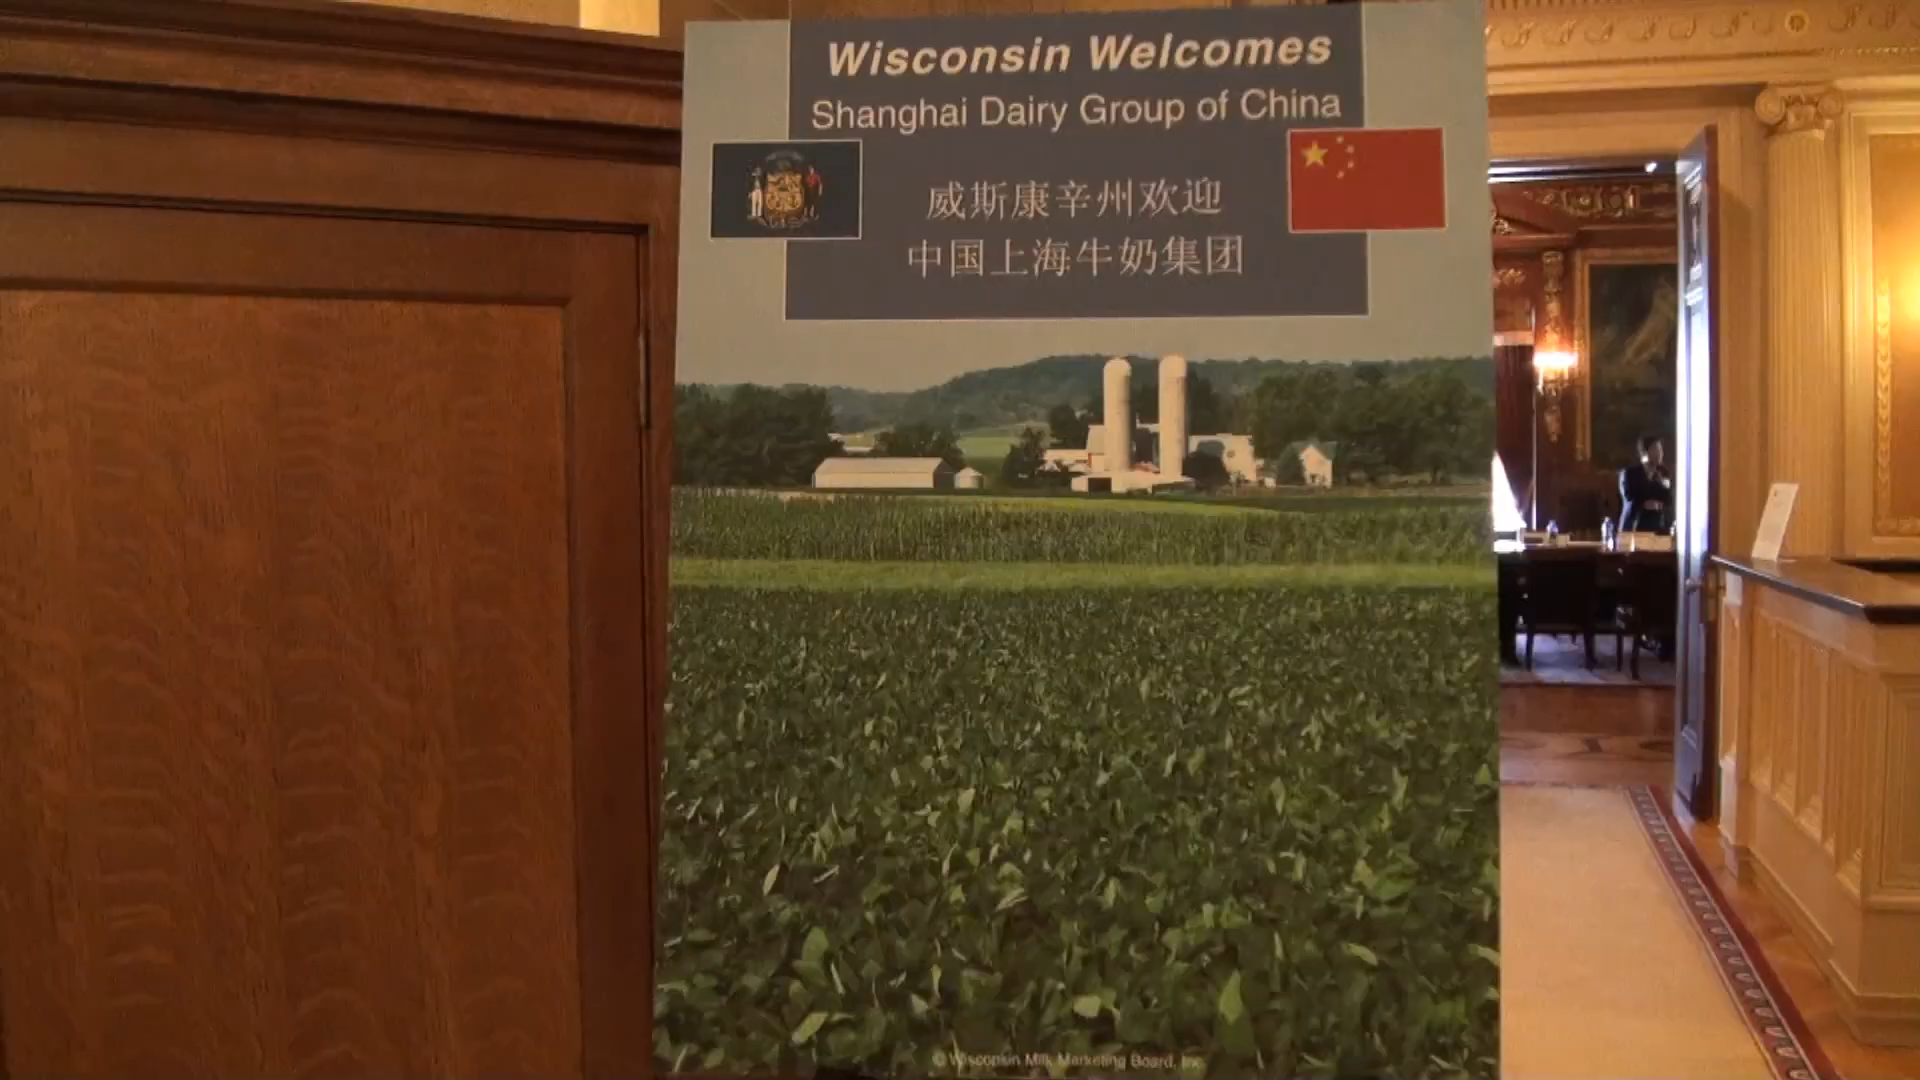 Wisconsin Welcomes
Shanghai Dairy Group of China
威斯康辛州欢迎
中国上海牛奶集团
© Wisconsin Milk Marketing Board, Inc.